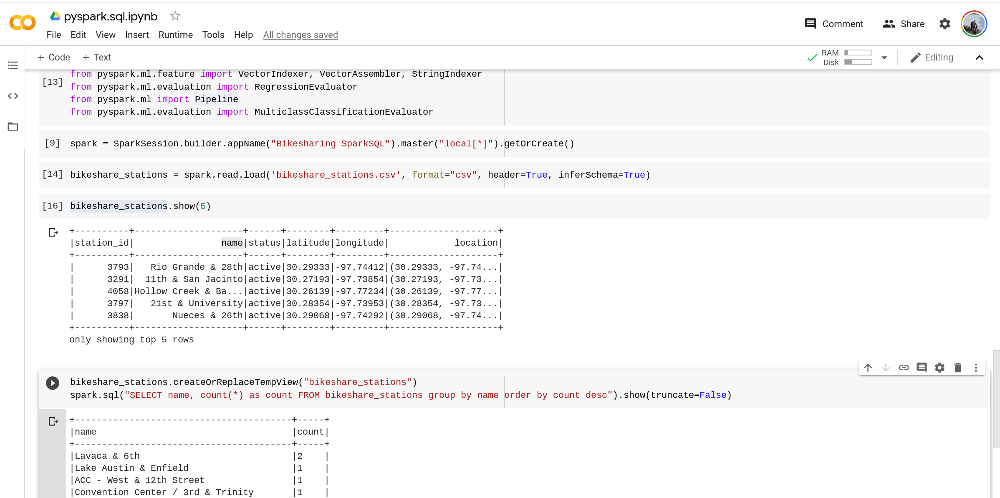 pyspark.sql.ipynb
File Edit View Insert Runtime Tools Help All changes saved
Comment Share
+ Code + Text
RAM
Disk
Editing
[13]
from pyspark.ml.feature import VectorIndexer, VectorAssembler, StringIndexer
from pyspark.ml.evaluation import RegressionEvaluator
from pyspark.ml import Pipeline
from pyspark.ml.evaluation import MulticlassClassificationEvaluator
[9] spark = SparkSession.builder.appName("Bikesharing SparkSQL").master("local[*]").getOrCreate()
[14] bikeshare_stations = spark.read.load('bikeshare_stations.csv', format="csv", header=True, inferSchema=True)
[16] bikeshare_stations.show(5)
+----------+--------------------+------+--------+---------+--------------------+
|station_id|                name|status|latitude|longitude|            location|
+----------+--------------------+------+--------+---------+--------------------+
|      3793|   Rio Grande & 28th|active|30.29333|-97.74412|(30.29333, -97.74...|
|      3291|  11th & San Jacinto|active|30.27193|-97.73854|(30.27193, -97.73...|
|      4058|Hollow Creek & Ba...|active|30.26139|-97.77234|(30.26139, -97.77...|
|      3797|   21st & University|active|30.28354|-97.73953|(30.28354, -97.73...|
|      3838|       Nueces & 26th|active|30.29068|-97.74292|(30.29068, -97.74...|
+----------+--------------------+------+--------+---------+--------------------+
only showing top 5 rows
bikeshare_stations.createOrReplaceTempView("bikeshare_stations")
spark.sql("SELECT name, count(*) as count FROM bikeshare_stations group by name order by count desc").show(truncate=False)
+----------------------------------------+-----+
|name                                    |count|
+----------------------------------------+-----+
|Lavaca & 6th                            |2    |
|Lake Austin & Enfield                   |1    |
|ACC - West & 12th Street                |1    |
|Convention Center / 3rd & Trinity       |1    |